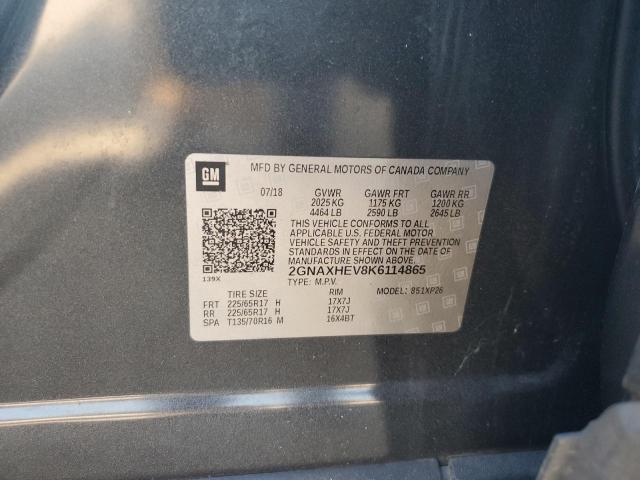 GM
MFD BY GENERAL MOTORS OF CANADA COMPANY
07/18 GVWR GAWR FRT GAWR RR
2025 KG 1175 KG 1200 KG
4464 LB 2590 LB 2645 LB
THIS VEHICLE CONFORMS TO ALL
APPLICABLE U.S. FEDERAL MOTOR
VEHICLE SAFETY AND THEFT PREVENTION
STANDARDS IN EFFECT ON THE DATE OF
MANUFACTURE SHOWN ABOVE.
139X 2GNAXHEV8K6114865
TYPE: M.P.V. MODEL: 851XP26
TIRE SIZE RIM
FRT 225/65R17 H 17X7J
RR 225/65R17 H 17X7J
SPA T135/70R16 M 16X4BT